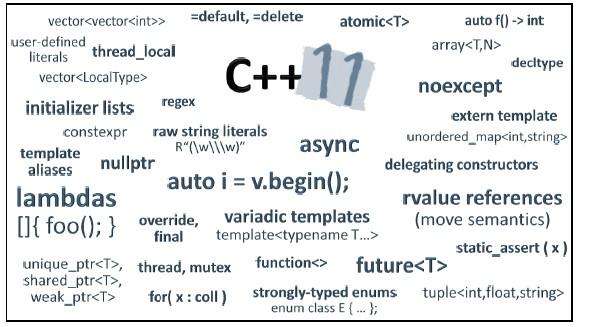 vector<vector<int>>
=default, =delete
atomic<T>
auto f() -> int
user-defined
literals
thread_local
C++11
array<T,N>
decltype
vector<LocalType>
noexcept
initializer lists
regex
extern template
constexpr
raw string literals
R"(\w\\\w)"
async
unordered_map<int,string>
template
aliases
nullptr
delegating constructors
auto i = v.begin();
lambdas
[]{ foo(); }
override,
final
variadic templates
template<typename T...>
rvalue references
(move semantics)
static_assert ( x )
unique_ptr<T>,
shared_ptr<T>,
weak_ptr<T>
thread, mutex
function<>
future<T>
for( x : coll )
strongly-typed enums
enum class E { ... };
tuple<int,float,string>